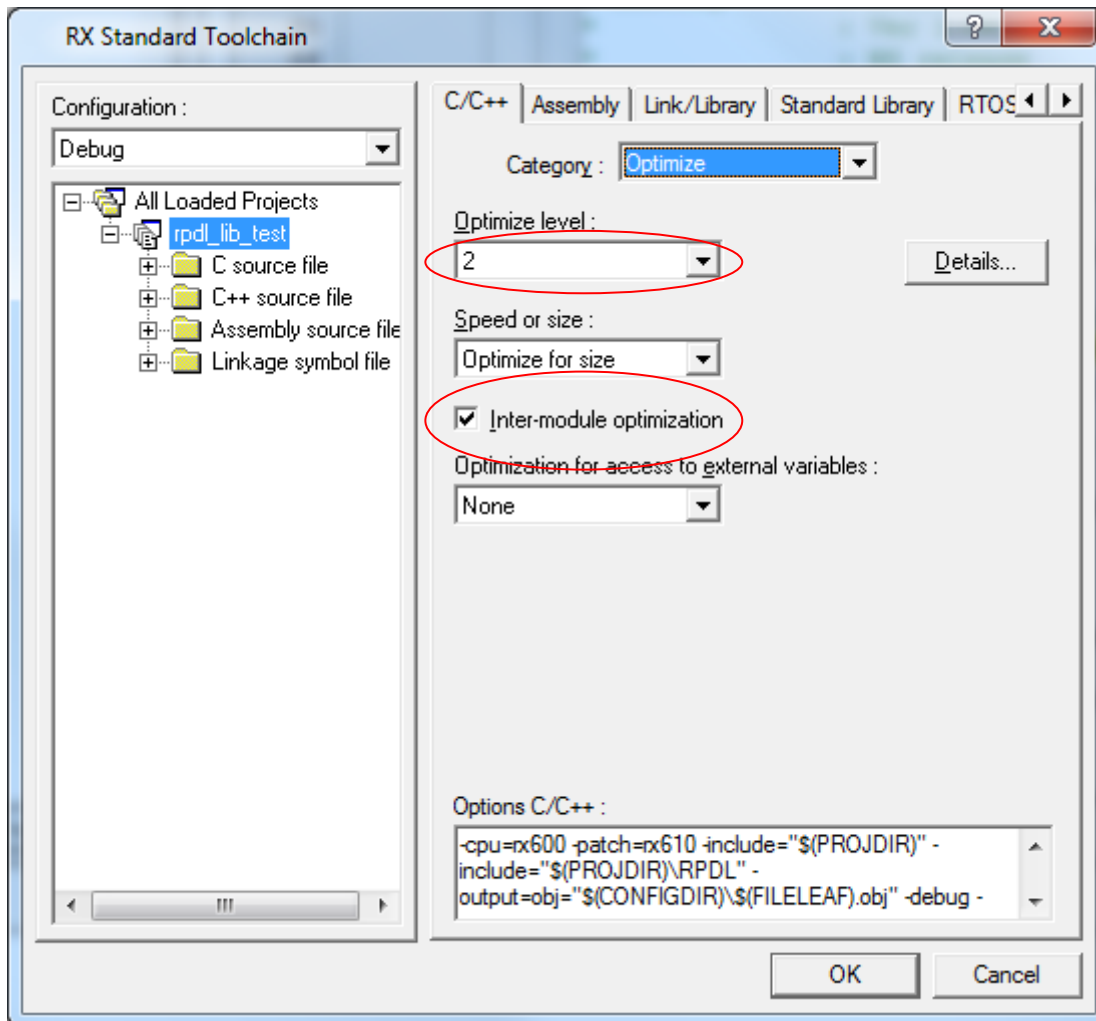 RX Standard Toolchain
Configuration :
Debug
All Loaded Projects
rpdl_lib_test
C source file
C++ source file
Assembly source file
Linkage symbol file
C/C++ Assembly Link/Library Standard Library RTOS
Category : Optimize
Optimize level :
2
Details...
Speed or size :
Optimize for size
Inter-module optimization
Optimization for access to external variables :
None
Options C/C++ :
-cpu=rx600 -patch=rx610 -include="$(PROJDIR)" -
include="$(PROJDIR)\RPDL" -
output=obj="$(CONFIGDIR)\$(FILELEAF).obj" -debug -
OK Cancel